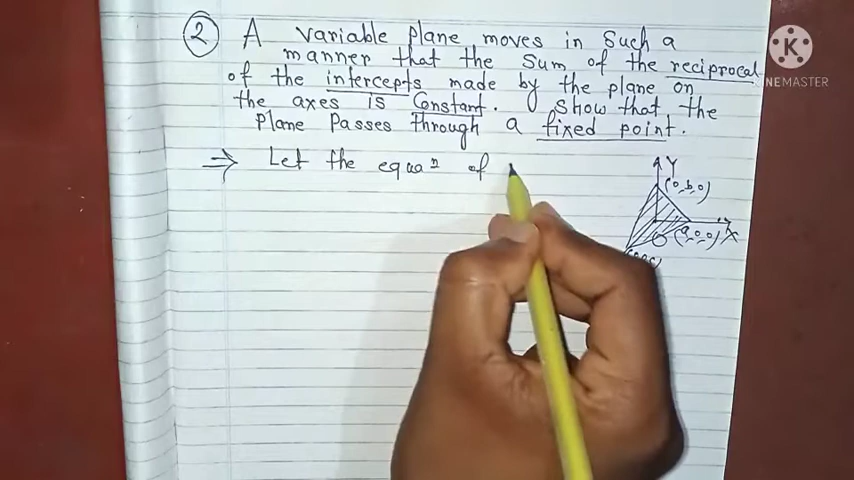 2 A variable plane moves in such a
manner that the sum of the reciprocal
of the intercepts made by the plane on
the axes is Constant. Show that the
Plane Passes through a fixed point.
⇒ Let the equaⁿ of
Y
(0,b,0)
(a,0,0) X
K
KINEMASTER